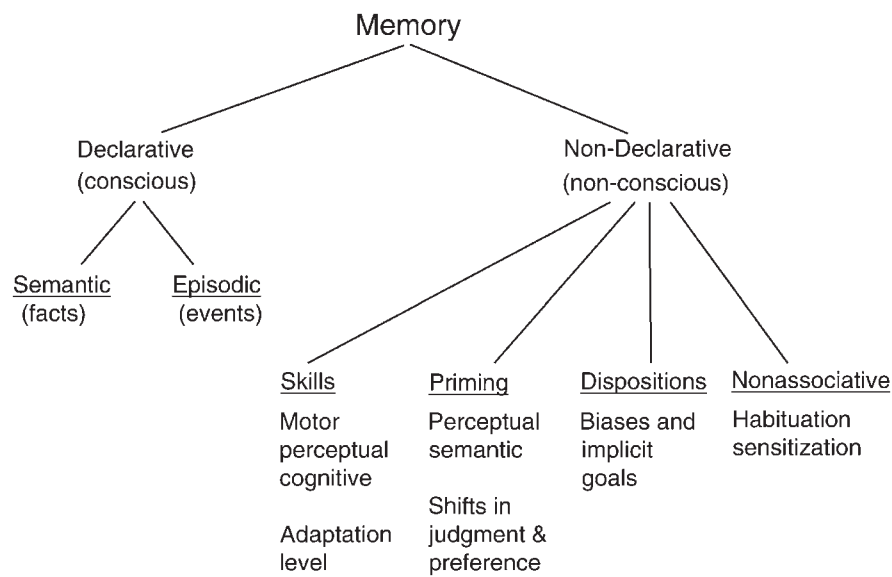 Memory
Declarative
(conscious)
Non-Declarative
(non-conscious)
Semantic
(facts)
Episodic
(events)
Skills
Motor
perceptual
cognitive
Adaptation
level
Priming
Perceptual
semantic
Shifts in
judgment &
preference
Dispositions
Biases and
implicit
goals
Nonassociative
Habituation
sensitization